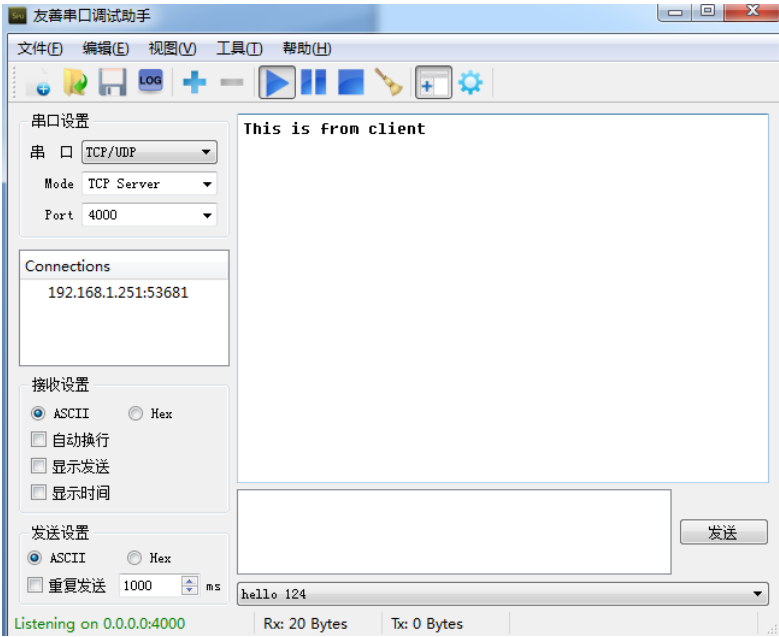 友善串口调试助手
文件(F) 编辑(E) 视图(V) 工具(T) 帮助(H)
LOG
串口设置
串 口 TCP/UDP
Mode TCP Server
Port 4000
This is from client
Connections
192.168.1.251:53681
接收设置
ASCII Hex
自动换行
显示发送
显示时间
发送设置
ASCII Hex
重复发送 1000 ms
发送
hello 124
Listening on 0.0.0.0:4000 Rx: 20 Bytes Tx: 0 Bytes